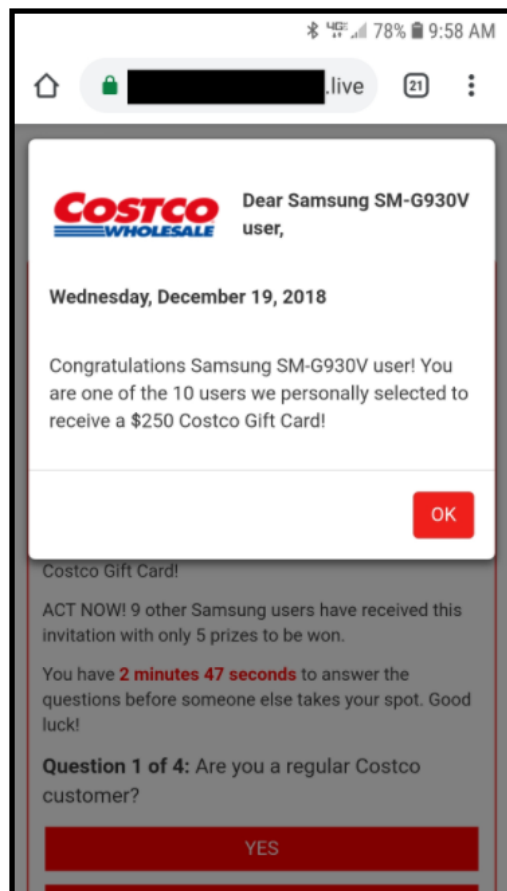 4GE 78% 9:58 AM
.live 21
COSTCO
WHOLESALE
Dear Samsung SM-G930V
user,
Wednesday, December 19, 2018
Congratulations Samsung SM-G930V user! You
are one of the 10 users we personally selected to
receive a $250 Costco Gift Card!
OK
Costco Gift Card!
ACT NOW! 9 other Samsung users have received this
invitation with only 5 prizes to be won.
You have 2 minutes 47 seconds to answer the
questions before someone else takes your spot. Good
luck!
Question 1 of 4: Are you a regular Costco
customer?
YES